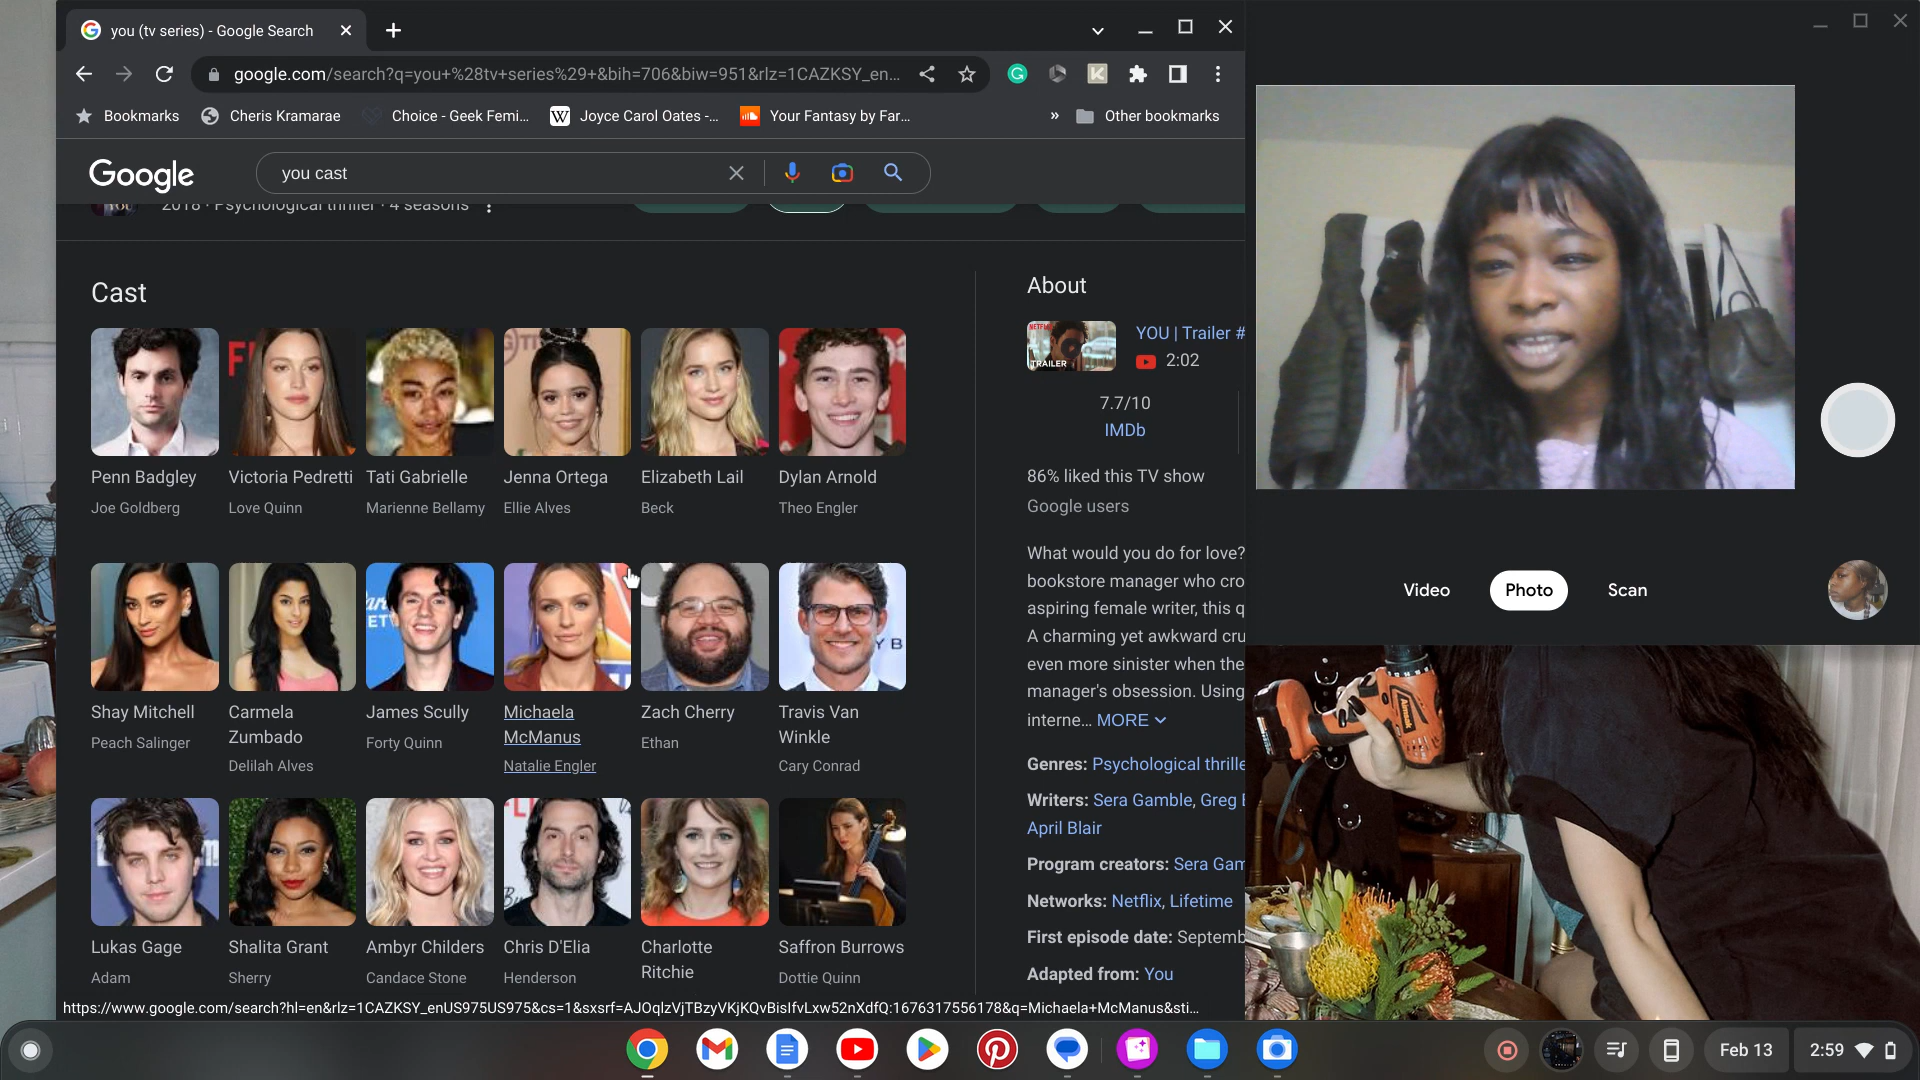 you (tv series) - Google Search
google.com/search?q=you+%28tv+series%29+&bih=706&biw=951&rlz=1CAZKSY_en...
Bookmarks
Cheris Kramarae
Choice - Geek Femi...
W
Joyce Carol Oates -...
Your Fantasy by Far...
»
Other bookmarks
Google
you cast
2018 · Psychological thriller · 4 seasons
Cast
Penn Badgley
Joe Goldberg
Victoria Pedretti
Love Quinn
Tati Gabrielle
Marienne Bellamy
Jenna Ortega
Ellie Alves
Elizabeth Lail
Beck
Dylan Arnold
Theo Engler
Shay Mitchell
Peach Salinger
Carmela
Zumbado
Delilah Alves
James Scully
Forty Quinn
Michaela
McManus
Natalie Engler
Zach Cherry
Ethan
Travis Van
Winkle
Cary Conrad
Lukas Gage
Adam
Shalita Grant
Sherry
Ambyr Childers
Candace Stone
Chris D'Elia
Henderson
Charlotte
Ritchie
Saffron Burrows
Dottie Quinn
About
NETFLIX
TRAILER
YOU | Trailer #
2:02
7.7/10
IMDb
86% liked this TV show
Google users
What would you do for love?
bookstore manager who cro
aspiring female writer, this q
A charming yet awkward cru
even more sinister when the
manager's obsession. Using
interne... MORE
Genres: Psychological thrille
Writers: Sera Gamble, Greg
April Blair
Program creators: Sera Gam
Networks: Netflix, Lifetime
First episode date: Septemb
Adapted from: You
https://www.google.com/search?hl=en&rlz=1CAZKSY_enUS975US975&cs=1&sxsrf=AJOqlzVjTBzyVKjKQvBisIfvLxw52nXdfQ:1676317556178&q=Michaela+McManus&sti...
Video
Photo
Scan
Feb 13
2:59